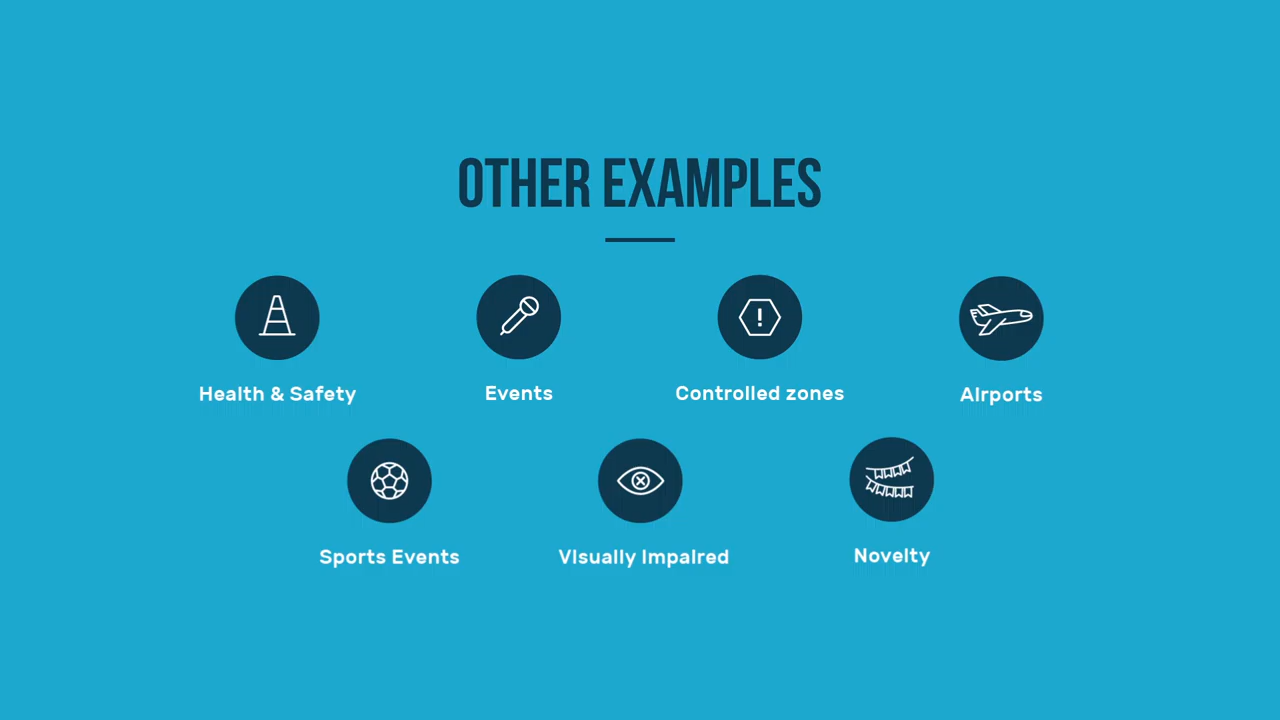 OTHER EXAMPLES
Health & Safety
Events
Controlled zones
Airports
Sports Events
Visually Impaired
Novelty